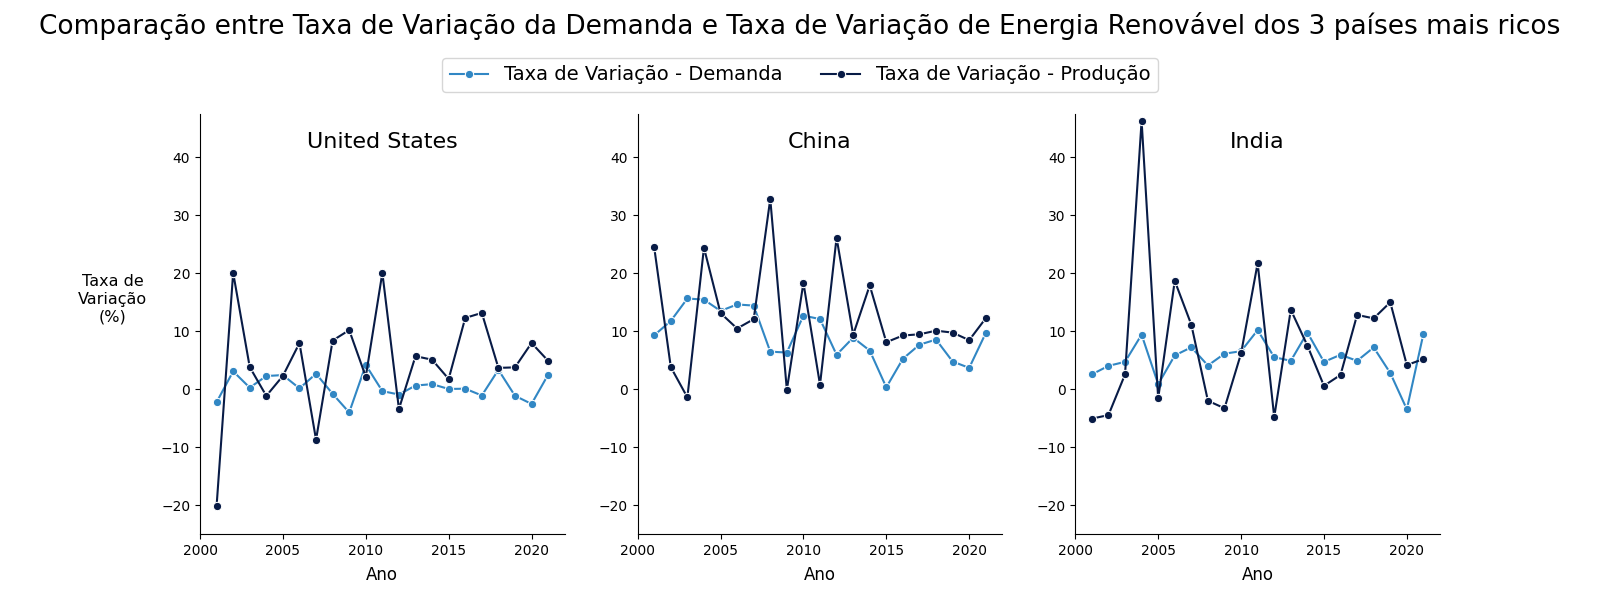 Comparação entre Taxa de Variação da Demanda e Taxa de Variação de Energia Renovável dos 3 países mais ricos
Taxa de Variação - Demanda
Taxa de Variação - Produção
United States
China
India
Taxa de
Variação
(%)
40
30
20
10
0
−10
−20
40
30
20
10
0
−10
−20
40
30
20
10
0
−10
−20
2000 2005 2010 2015 2020
2000 2005 2010 2015 2020
2000 2005 2010 2015 2020
Ano
Ano
Ano